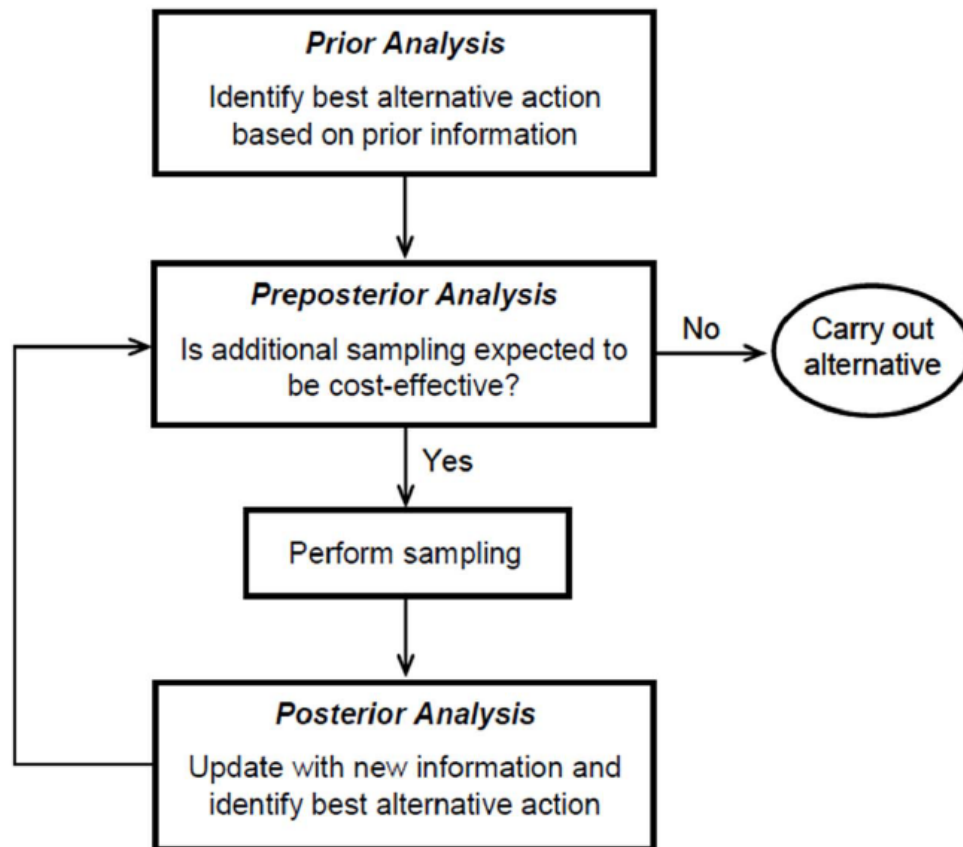 Prior Analysis
Identify best alternative action
based on prior information
Preposterior Analysis
Is additional sampling expected to
be cost-effective?
No
Carry out
alternative
Yes
Perform sampling
Posterior Analysis
Update with new information and
identify best alternative action